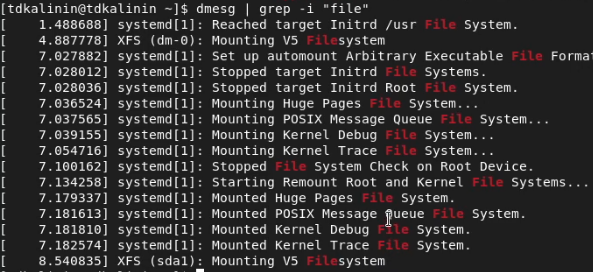 [tdkalinin@tdkalinin ~]$ dmesg | grep -i "file"
[    1.488688] systemd[1]: Reached target Initrd /usr File System.
[    4.887778] XFS (dm-0): Mounting V5 Filesystem
[    7.027882] systemd[1]: Set up automount Arbitrary Executable File Format
[    7.028012] systemd[1]: Stopped target Initrd File Systems.
[    7.028036] systemd[1]: Stopped target Initrd Root File System.
[    7.036524] systemd[1]: Mounting Huge Pages File System...
[    7.037565] systemd[1]: Mounting POSIX Message Queue File System...
[    7.039155] systemd[1]: Mounting Kernel Debug File System...
[    7.054716] systemd[1]: Mounting Kernel Trace File System...
[    7.100162] systemd[1]: Stopped File System Check on Root Device.
[    7.134258] systemd[1]: Starting Remount Root and Kernel File Systems...
[    7.179337] systemd[1]: Mounted Huge Pages File System.
[    7.181613] systemd[1]: Mounted POSIX Message Queue File System.
[    7.181810] systemd[1]: Mounted Kernel Debug File System.
[    7.182574] systemd[1]: Mounted Kernel Trace File System.
[    8.540835] XFS (sda1): Mounting V5 Filesystem